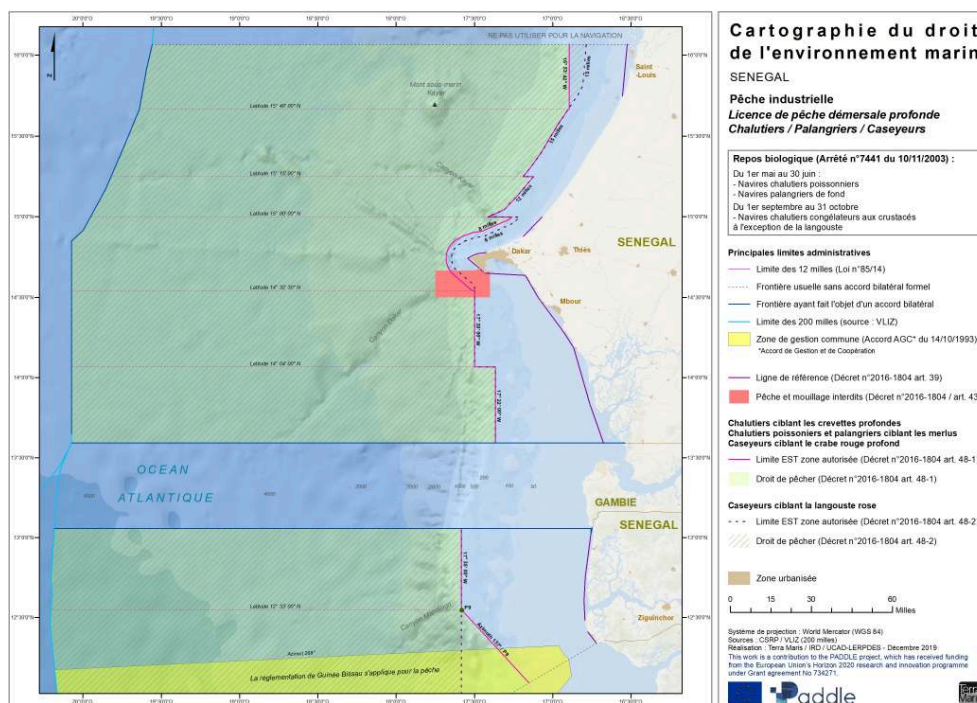 Cartographie du droit
de l'environnement marin
SENEGAL
Pêche industrielle
Licence de pêche démersale profonde
Chalutiers / Palangriers / Caseyeurs
Repos biologique (Arrêté n°7441 du 10/11/2003) :
Du 1er mai au 30 juin :
- Navires chalutiers poissonniers
- Navires palangriers de fond
Du 1er septembre au 31 octobre
- Navires chalutiers congélateurs aux crustacés
à l'exception de la langouste
Principales limites administratives
Limite des 12 milles (Loi n°85/14)
Frontière usuelle sans accord bilatéral formel
Frontière ayant fait l'objet d'un accord bilatéral
Limite des 200 milles (source : VLIZ)
Zone de gestion commune (Accord AGC* du 14/10/1993)
*Accord de Gestion et de Coopération
Ligne de référence (Décret n°2016-1804 art. 39)
Pêche et mouillage interdits (Décret n°2016-1804 / art. 43
Chalutiers ciblant les crevettes profondes
Chalutiers poissoniers et palangriers ciblant les merlus
Caseyeurs ciblant le crabe rouge profond
Limite EST zone autorisée (Décret n°2016-1804 art. 48-1
Droit de pêcher (Décret n°2016-1804 art. 48-1)
Caseyeurs ciblant la langouste rose
Limite EST zone autorisée (Décret n°2016-1804 art. 48-2
Droit de pêcher (Décret n°2016-1804 art. 48-2)
Zone urbanisée
0 15 30 60
Milles
Système de projection : World Mercator (WGS 84)
Sources : CSRP / VLIZ (200 milles)
Réalisation : Terra Maris / IRD / UCAD-LERPDES - Décembre 2019
This work is a contribution to the PADDLE project, which has received funding
from the European Union's Horizon 2020 research and innovation programme
under Grant agreement No 734271.
Paddle
NE PAS UTILISER POUR LA NAVIGATION
Saint
-Louis
Mont sous-marin
Kayar
Latitude 15° 40' 00" N
15 milles
Latitude 15° 15' 00" N
Canyon Kayar
12 milles
Latitude 15° 00' 00" N
6 milles
Dakar
Thiès
SENEGAL
Mbour
Canyon Dakar
Latitude 14° 04' 00" N
17° 22' 00" W
OCEAN
ATLANTIQUE
GAMBIE
SENEGAL
Latitude 12° 33' 00" N
P9
Ziguinchor
La reglementation de Guinée Bissau s'applique pour la pêche